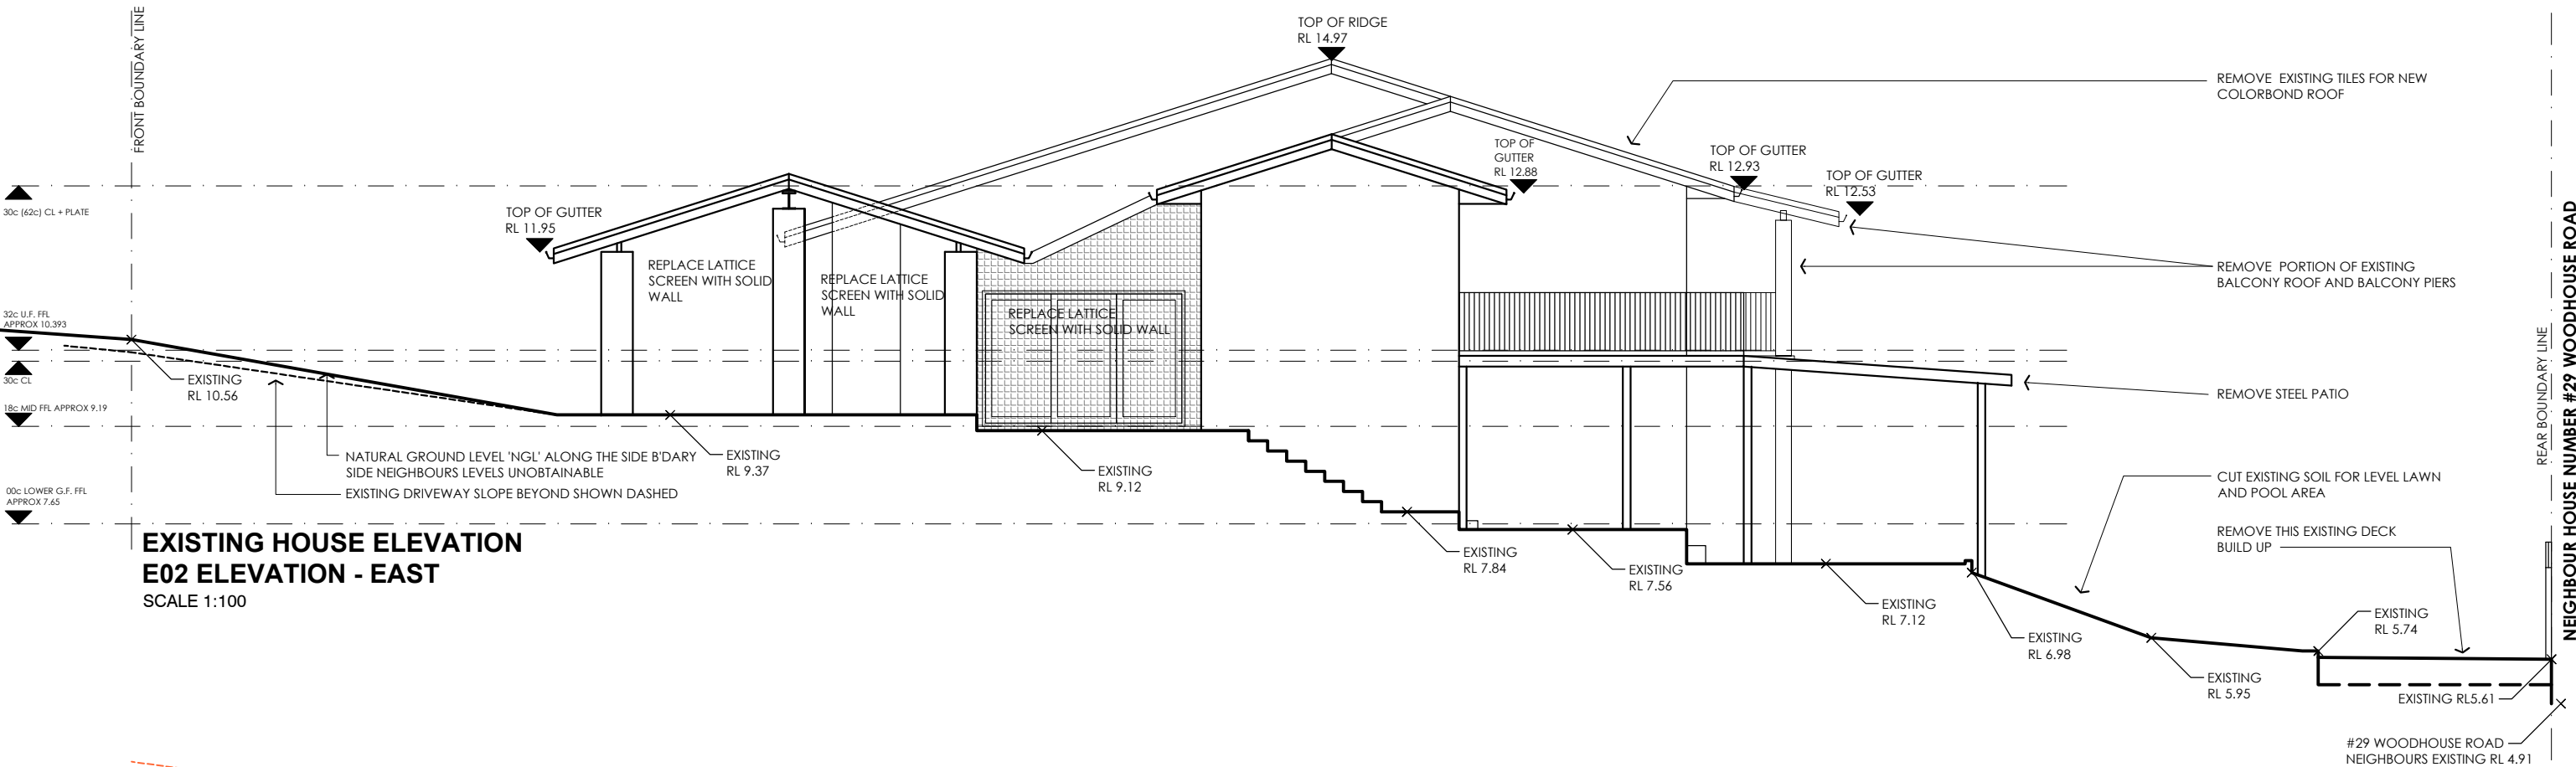 FRONT BOUNDARY LINE
TOP OF RIDGE
RL 14.97
REMOVE EXISTING TILES FOR NEW
COLORBOND ROOF
TOP OF
GUTTER
RL 12.88
TOP OF GUTTER
RL 12.93
TOP OF GUTTER
RL 12.53
30c (62c) CL + PLATE
TOP OF GUTTER
RL 11.95
REPLACE LATTICE
SCREEN WITH SOLID
WALL
REPLACE LATTICE
SCREEN WITH SOLID
WALL
REPLACE LATTICE
SCREEN WITH SOLID WALL
REMOVE PORTION OF EXISTING
BALCONY ROOF AND BALCONY PIERS
NEIGHBOUR HOUSE NUMBER #29 WOODHOUSE ROAD
REAR BOUNDARY LINE
32c U.F. FFL
APPROX 10.393
30c CL
18c MID FFL APPROX 9.19
00c LOWER G.F. FFL
APPROX 7.65
EXISTING
RL 10.56
REMOVE STEEL PATIO
NATURAL GROUND LEVEL 'NGL' ALONG THE SIDE B'DARY
SIDE NEIGHBOURS LEVELS UNOBTAINABLE
EXISTING DRIVEWAY SLOPE BEYOND SHOWN DASHED
EXISTING
RL 9.37
EXISTING
RL 9.12
CUT EXISTING SOIL FOR LEVEL LAWN
AND POOL AREA
REMOVE THIS EXISTING DECK
BUILD UP
EXISTING HOUSE ELEVATION
E02 ELEVATION - EAST
SCALE 1:100
EXISTING
RL 7.84
EXISTING
RL 7.56
EXISTING
RL 7.12
EXISTING
RL 6.98
EXISTING
RL 5.95
EXISTING
RL 5.74
EXISTING RL5.61
#29 WOODHOUSE ROAD
NEIGHBOURS EXISTING RL 4.91